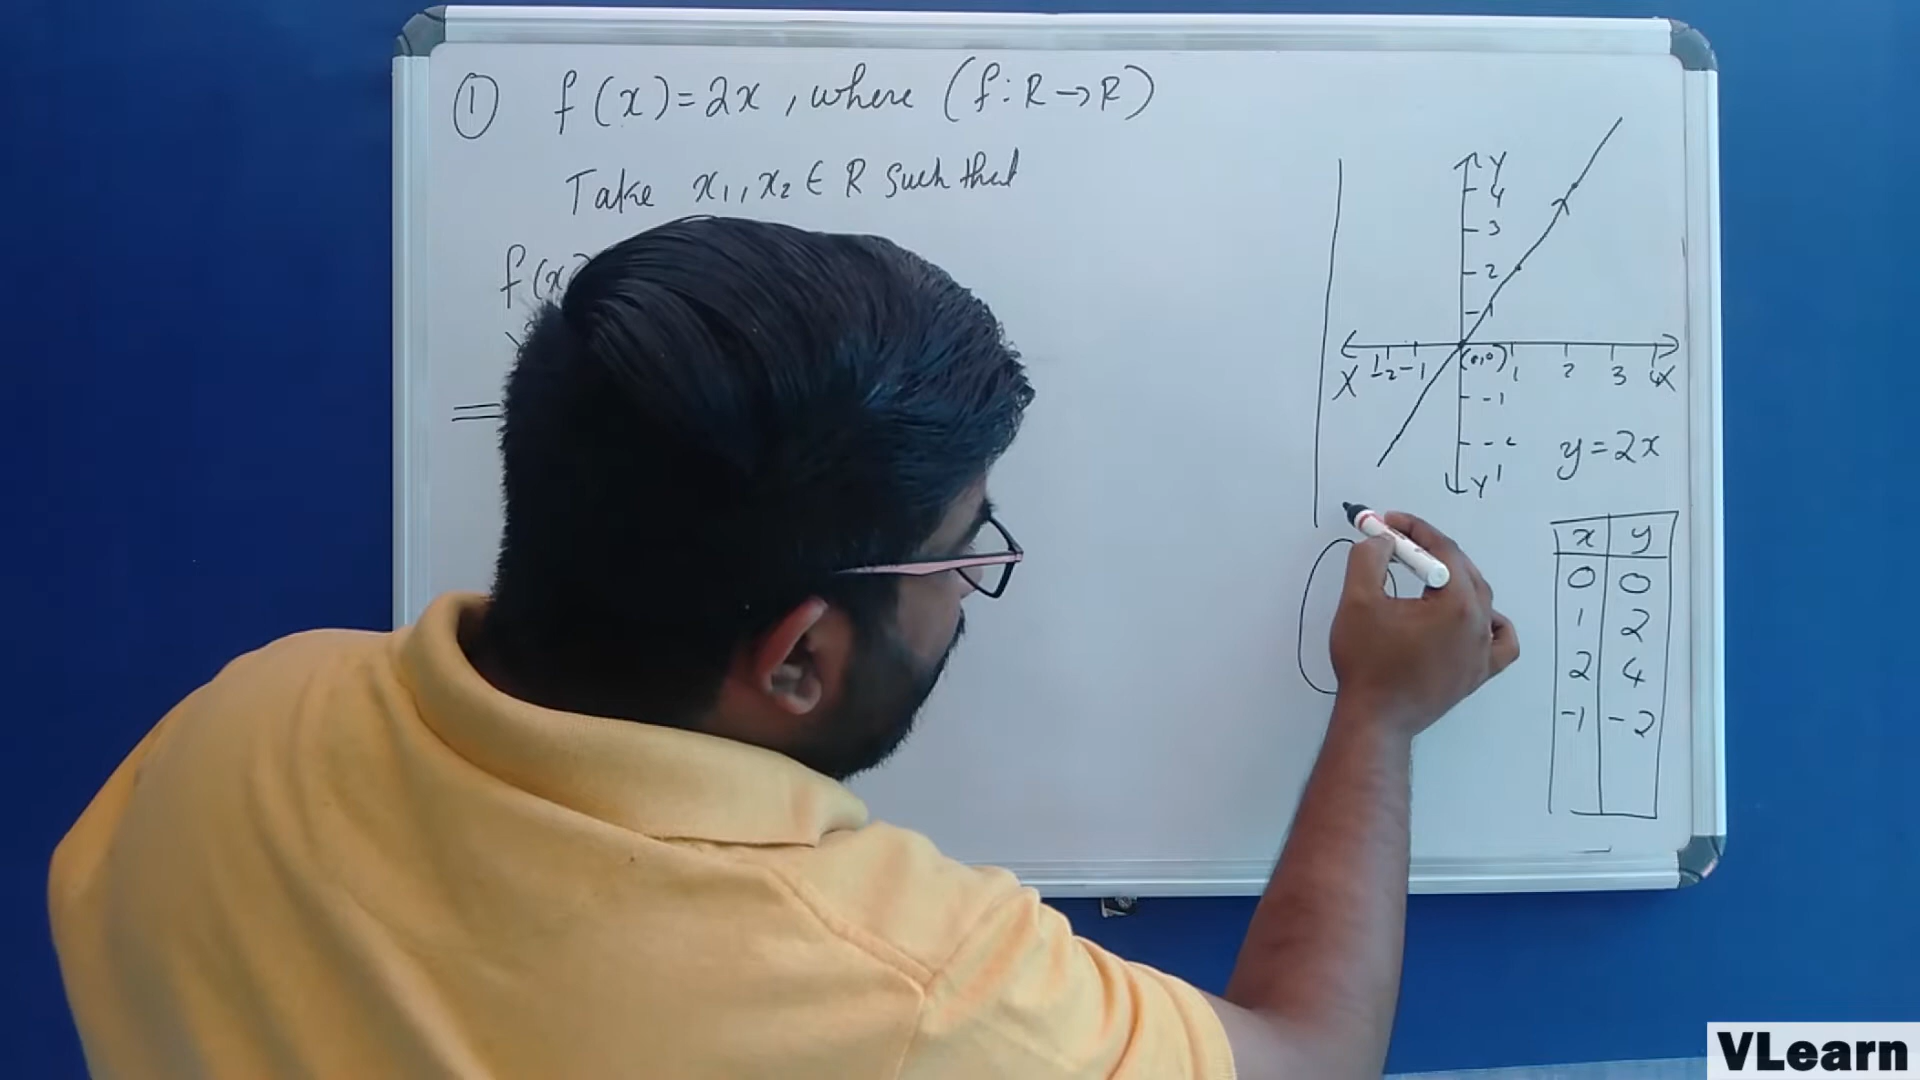 ① f(x)=2x, where (f:R→R)
Take x₁,x₂ ∈ R such that
f(x
=
Y
4
3
2
1
X -2 -1 (0,0) 1 2 3 4 X
-1
-2
Y'
y=2x
x y
0 0
1 2
2 4
-1 -2
VLearn